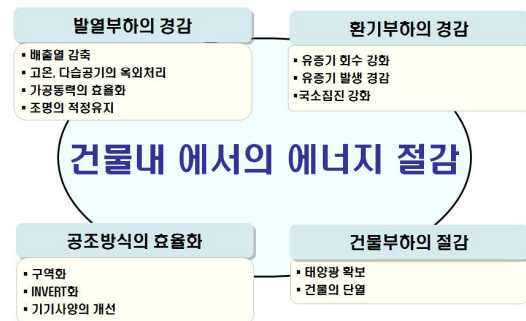 발열부하의 경감
▪ 배출열 감축
▪ 고온, 다습공기의 옥외처리
▪ 가공동력의 효율화
▪ 조명의 적정유지
환기부하의 경감
▪ 유증기 회수 강화
▪ 유증기 발생 경감
▪국소집진 강화
건물내 에서의 에너지 절감
공조방식의 효율화
▪ 구역화
▪ INVERT화
▪ 기기사양의 개선
건물부하의 절감
▪ 태양광 확보
▪ 건물의 단열